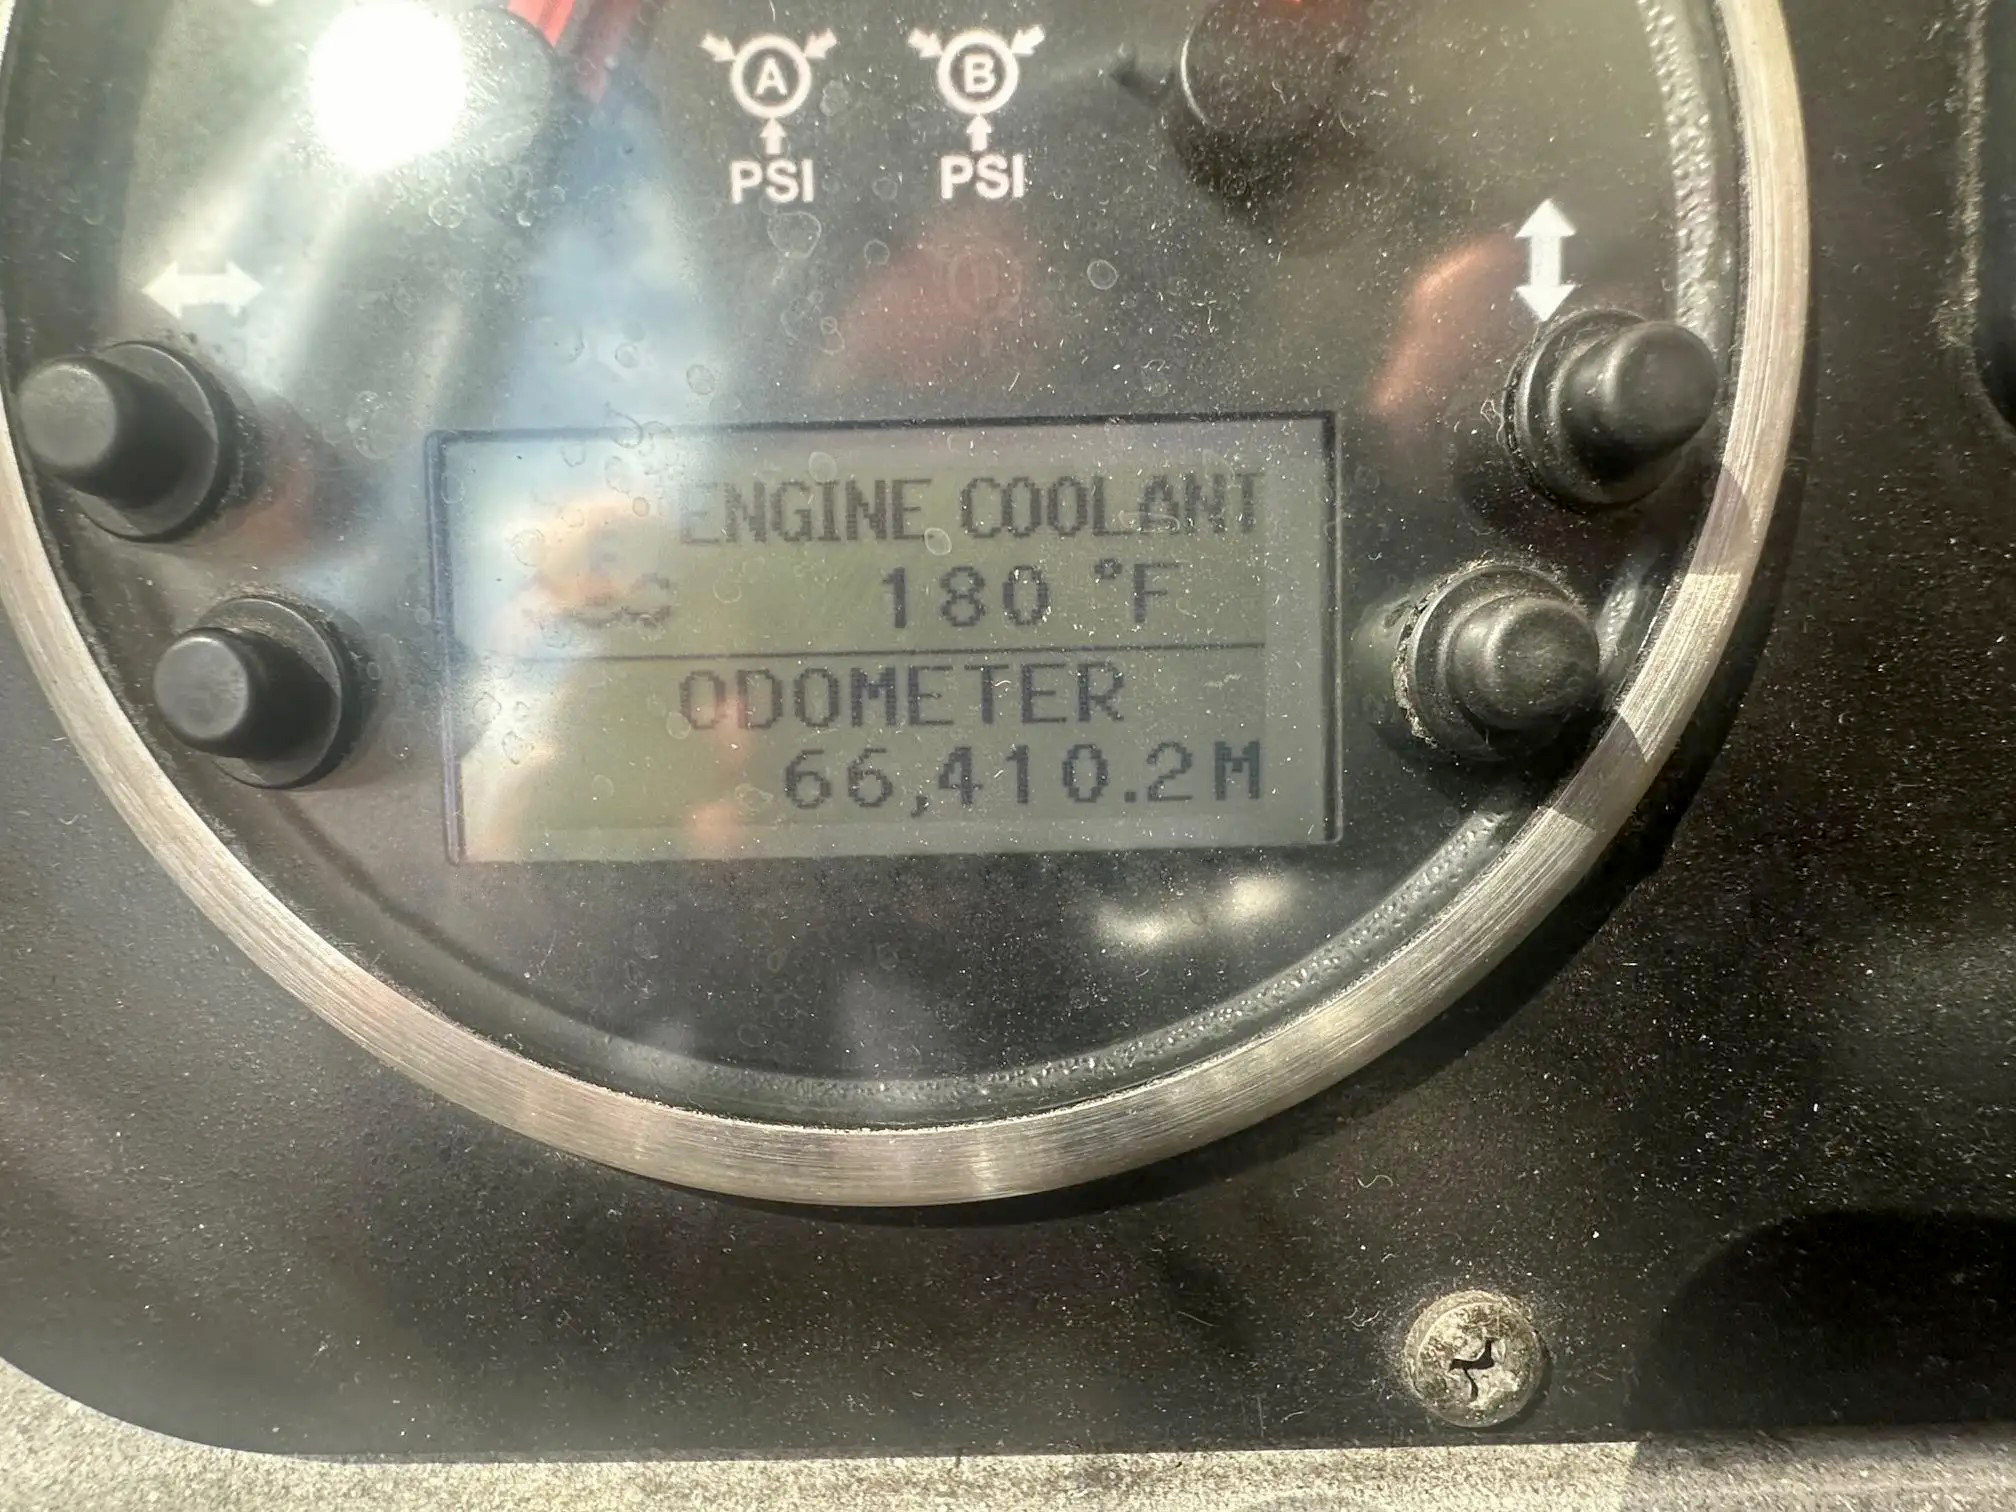 A B
PSI PSI
ENGINE COOLANT
180 °F
ODOMETER
66,410.2M